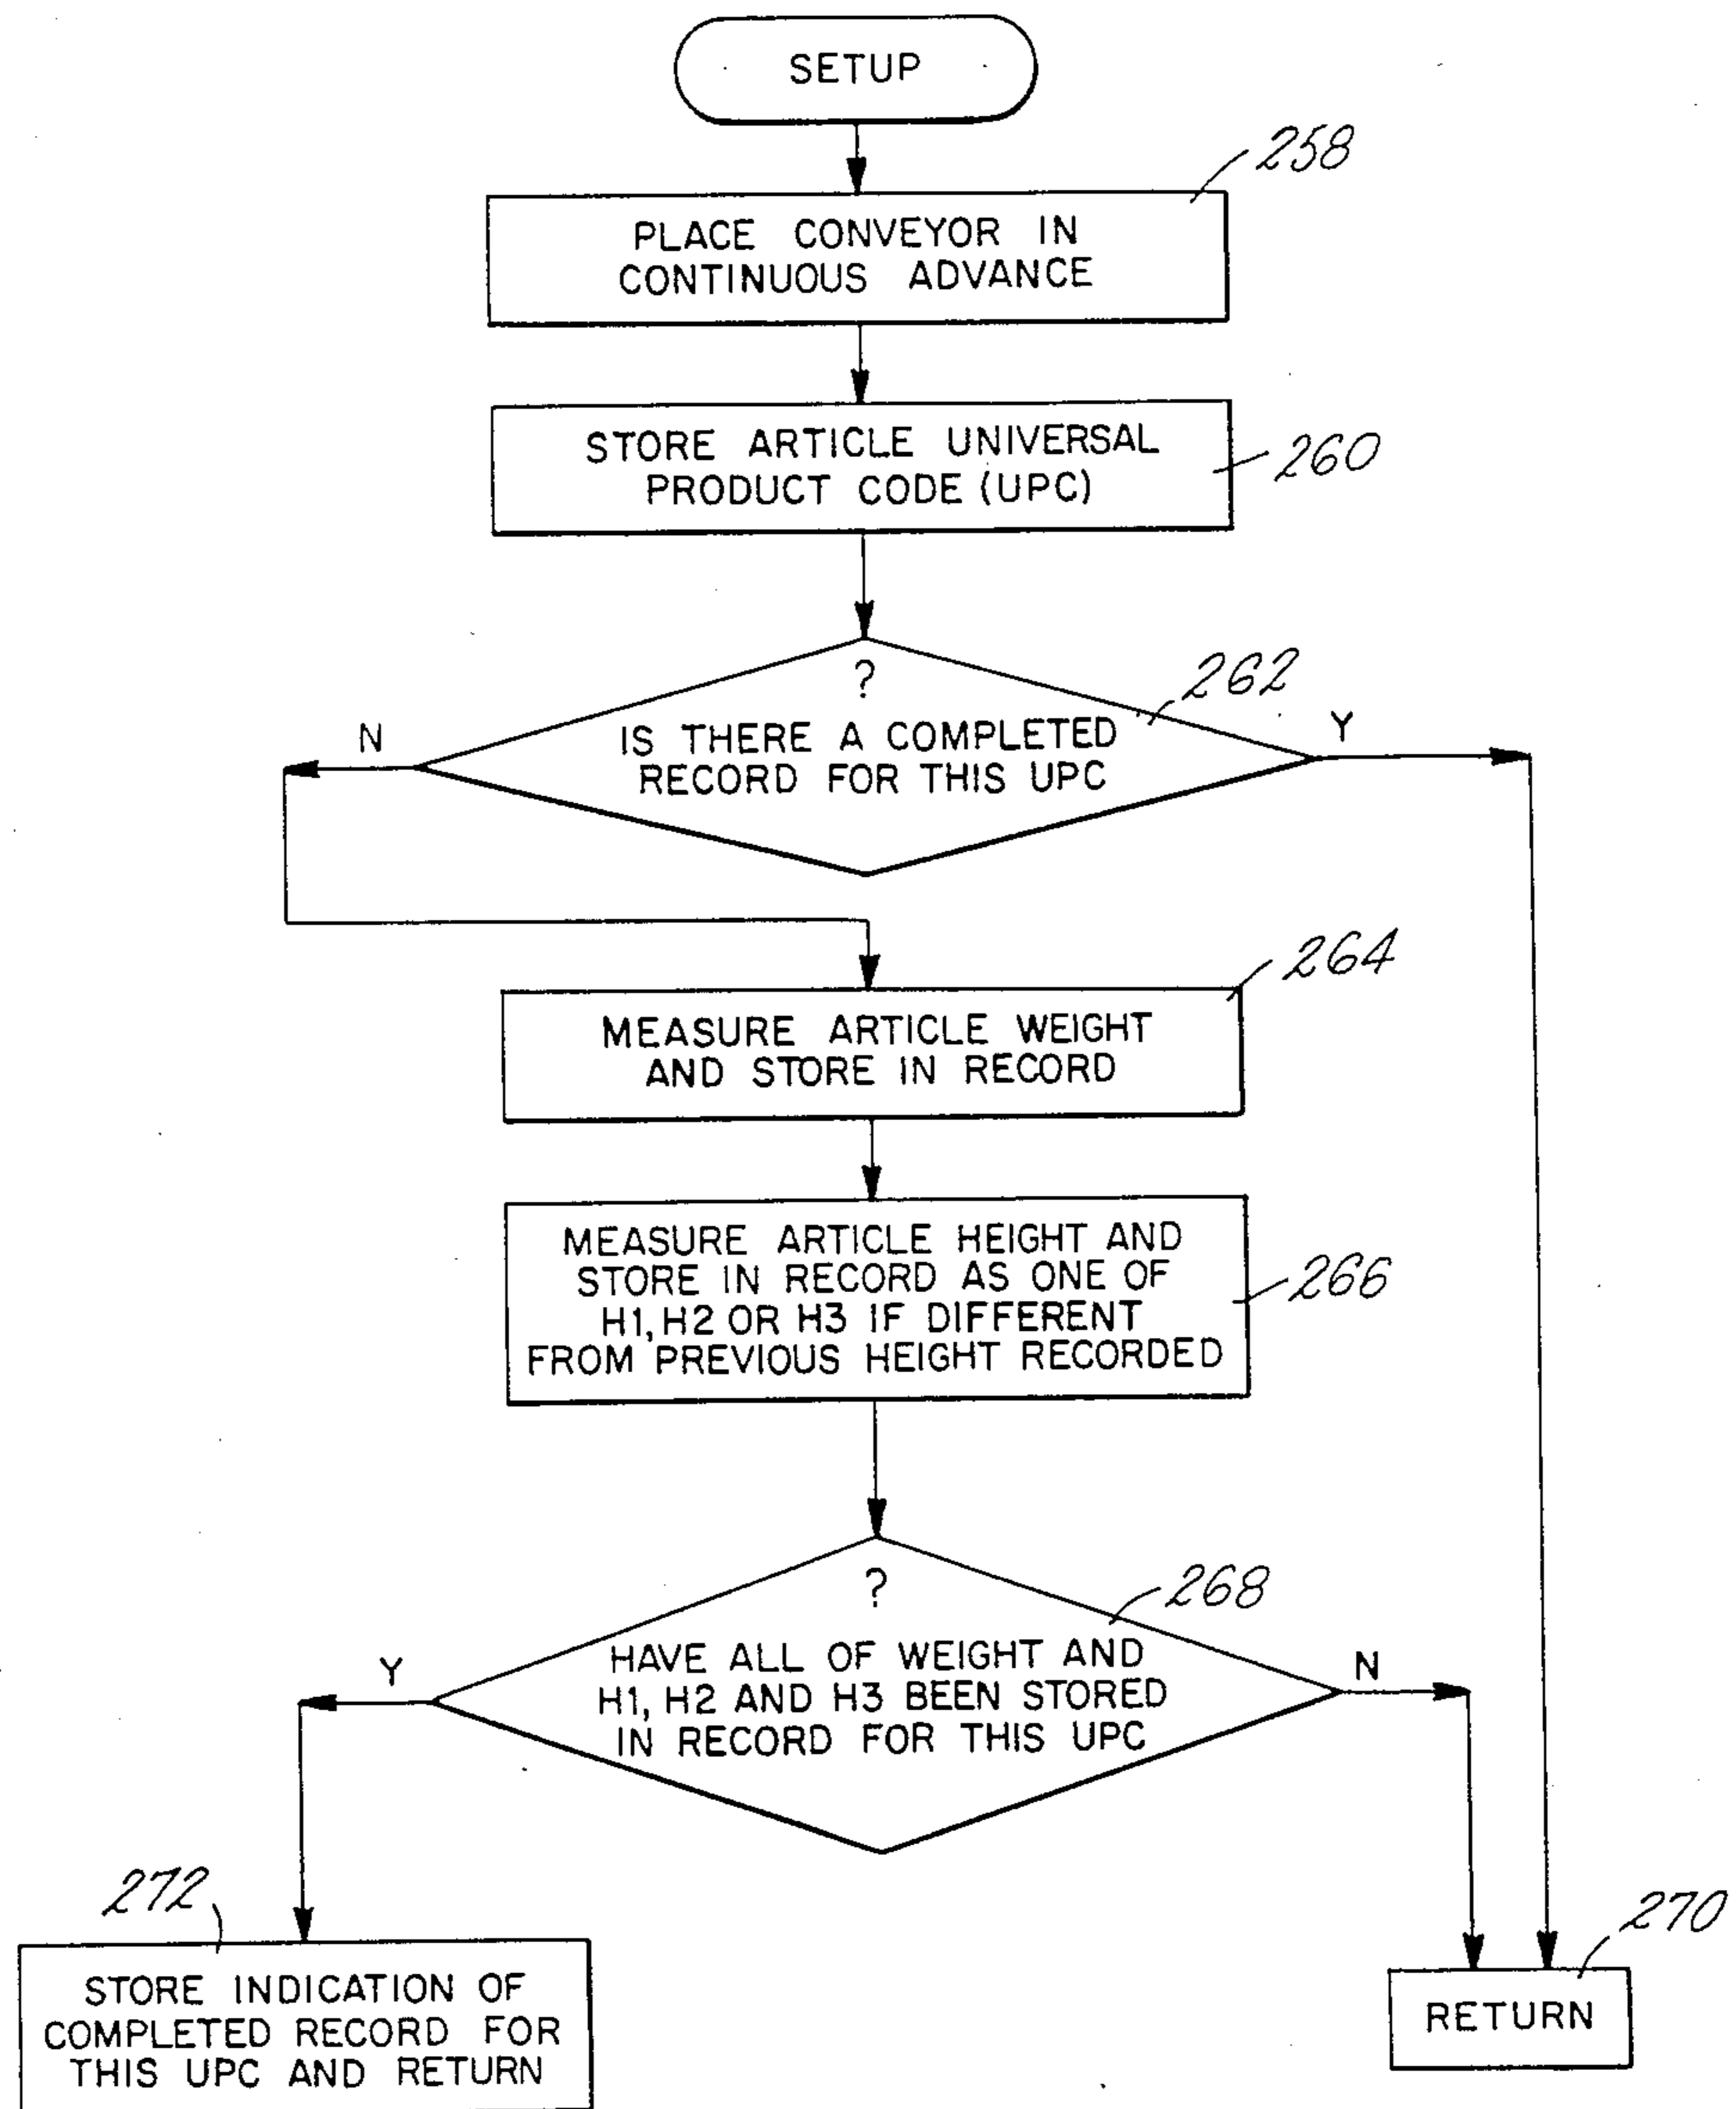 SETUP
258
PLACE CONVEYOR IN
CONTINUOUS ADVANCE
STORE ARTICLE UNIVERSAL
PRODUCT CODE (UPC)
260
262
?
N
Y
IS THERE A COMPLETED
RECORD FOR THIS UPC
264
MEASURE ARTICLE WEIGHT
AND STORE IN RECORD
MEASURE ARTICLE HEIGHT AND
STORE IN RECORD AS ONE OF
H1, H2 OR H3 IF DIFFERENT
FROM PREVIOUS HEIGHT RECORDED
266
?
268
Y
N
HAVE ALL OF WEIGHT AND
H1, H2 AND H3 BEEN STORED
IN RECORD FOR THIS UPC
272
STORE INDICATION OF
COMPLETED RECORD FOR
THIS UPC AND RETURN
270
RETURN